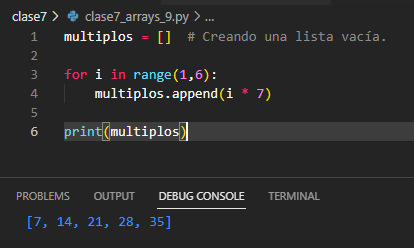 clase7 > clase7_arrays_9.py > ...
1 multiplos = [] # Creando una lista vacía.
2
3 for i in range(1,6):
4 multiplos.append(i * 7)
5
6 print(multiplos)
PROBLEMS OUTPUT DEBUG CONSOLE TERMINAL
[7, 14, 21, 28, 35]